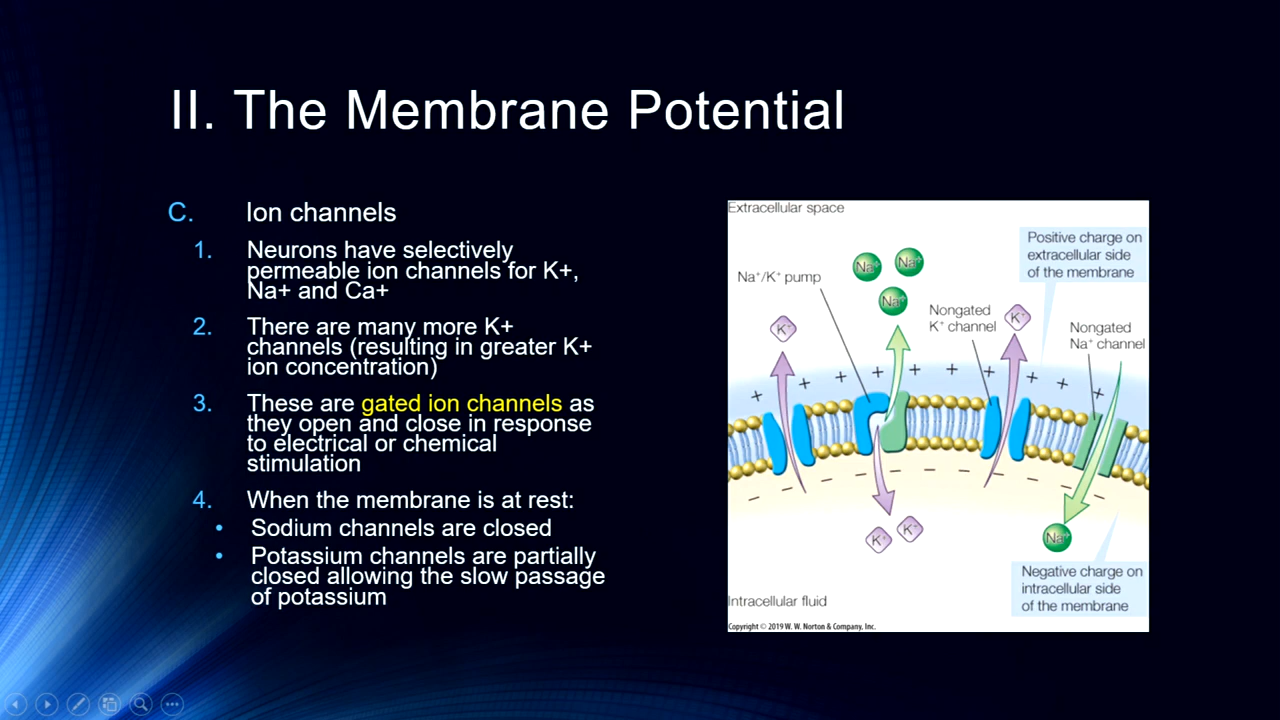 II. The Membrane Potential
C. Ion channels
1. Neurons have selectively
permeable ion channels for K+,
Na+ and Ca+
2. There are many more K+
channels (resulting in greater K+
ion concentration)
3. These are gated ion channels as
they open and close in response
to electrical or chemical
stimulation
4. When the membrane is at rest:
• Sodium channels are closed
• Potassium channels are partially
closed allowing the slow passage
of potassium
Extracellular space
Positive charge on
extracellular side
of the membrane
Na⁺/K⁺ pump
Na⁺
Na⁺
Na⁺
Nongated
K⁺ channel
K⁺
K⁺
Nongated
Na⁺ channel
+ + + + + + + + + +
− − − − − − − − − −
K⁺
K⁺
Na⁺
Negative charge on
intracellular side
of the membrane
Intracellular fluid
Copyright © 2019 W. W. Norton & Company, Inc.